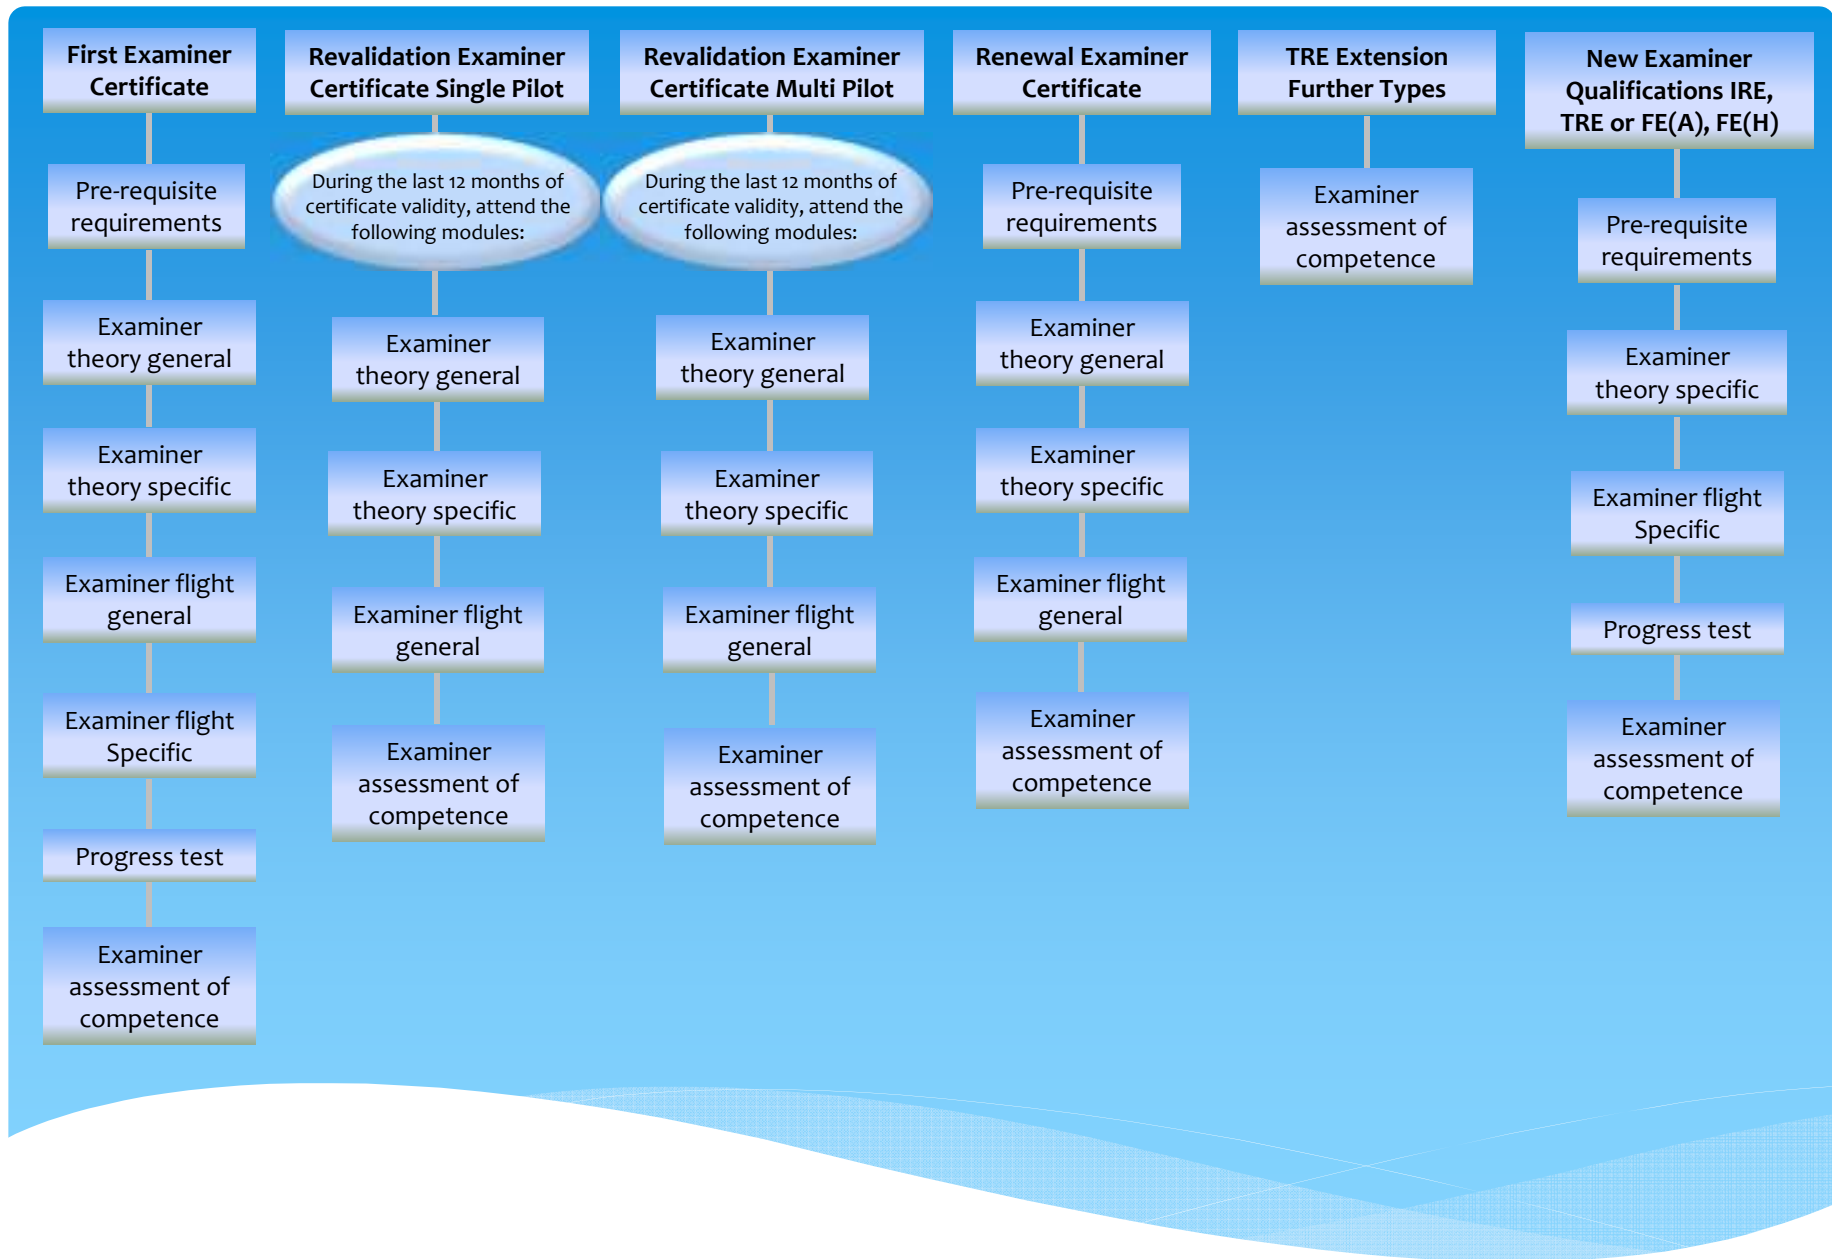 First Examiner
Certificate
Pre-requisite
requirements
Examiner
theory general
Examiner
theory specific
Examiner flight
general
Examiner flight
Specific
Progress test
Examiner
assessment of
competence
Revalidation Examiner
Certificate Single Pilot
During the last 12 months of
certificate validity, attend the
following modules:
Examiner
theory general
Examiner
theory specific
Examiner flight
general
Examiner
assessment of
competence
Revalidation Examiner
Certificate Multi Pilot
During the last 12 months of
certificate validity, attend the
following modules:
Examiner
theory general
Examiner
theory specific
Examiner flight
general
Examiner
assessment of
competence
Renewal Examiner
Certificate
Pre-requisite
requirements
Examiner
theory general
Examiner
theory specific
Examiner flight
general
Examiner
assessment of
competence
TRE Extension
Further Types
Examiner
assessment of
competence
New Examiner
Qualifications IRE,
TRE or FE(A), FE(H)
Pre-requisite
requirements
Examiner
theory specific
Examiner flight
Specific
Progress test
Examiner
assessment of
competence